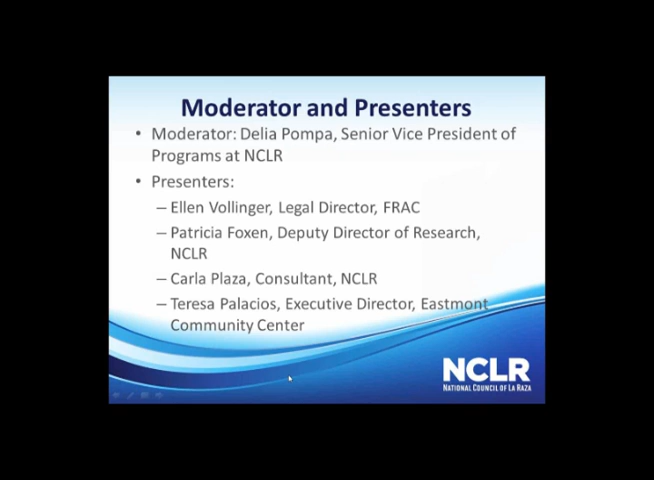 Moderator and Presenters
• Moderator: Delia Pompa, Senior Vice President of
Programs at NCLR
• Presenters:
– Ellen Vollinger, Legal Director, FRAC
– Patricia Foxen, Deputy Director of Research,
NCLR
– Carla Plaza, Consultant, NCLR
– Teresa Palacios, Executive Director, Eastmont
Community Center
NCLR
NATIONAL COUNCIL OF LA RAZA